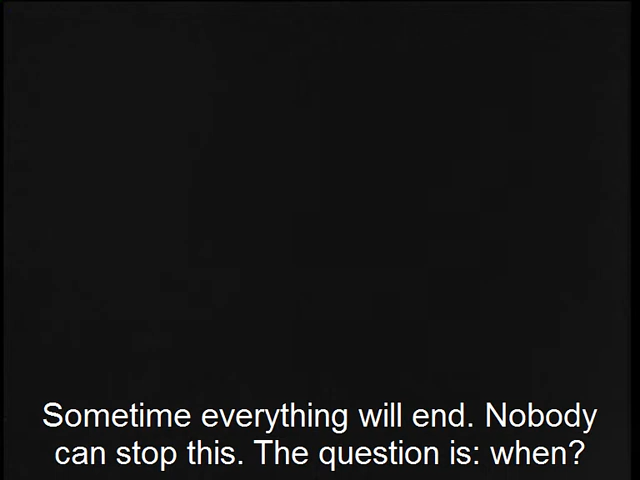 Sometime everything will end. Nobody
can stop this. The question is: when?